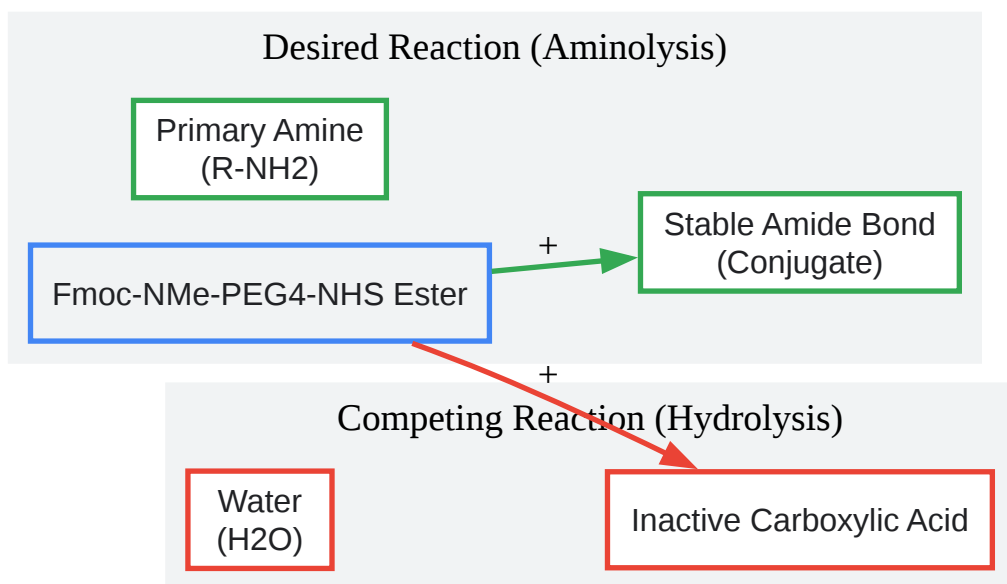 Desired Reaction (Aminolysis)
Primary Amine
(R-NH2)
Stable Amide Bond
(Conjugate)
+
Fmoc-NMe-PEG4-NHS Ester
+
Competing Reaction (Hydrolysis)
Water
(H2O)
Inactive Carboxylic Acid